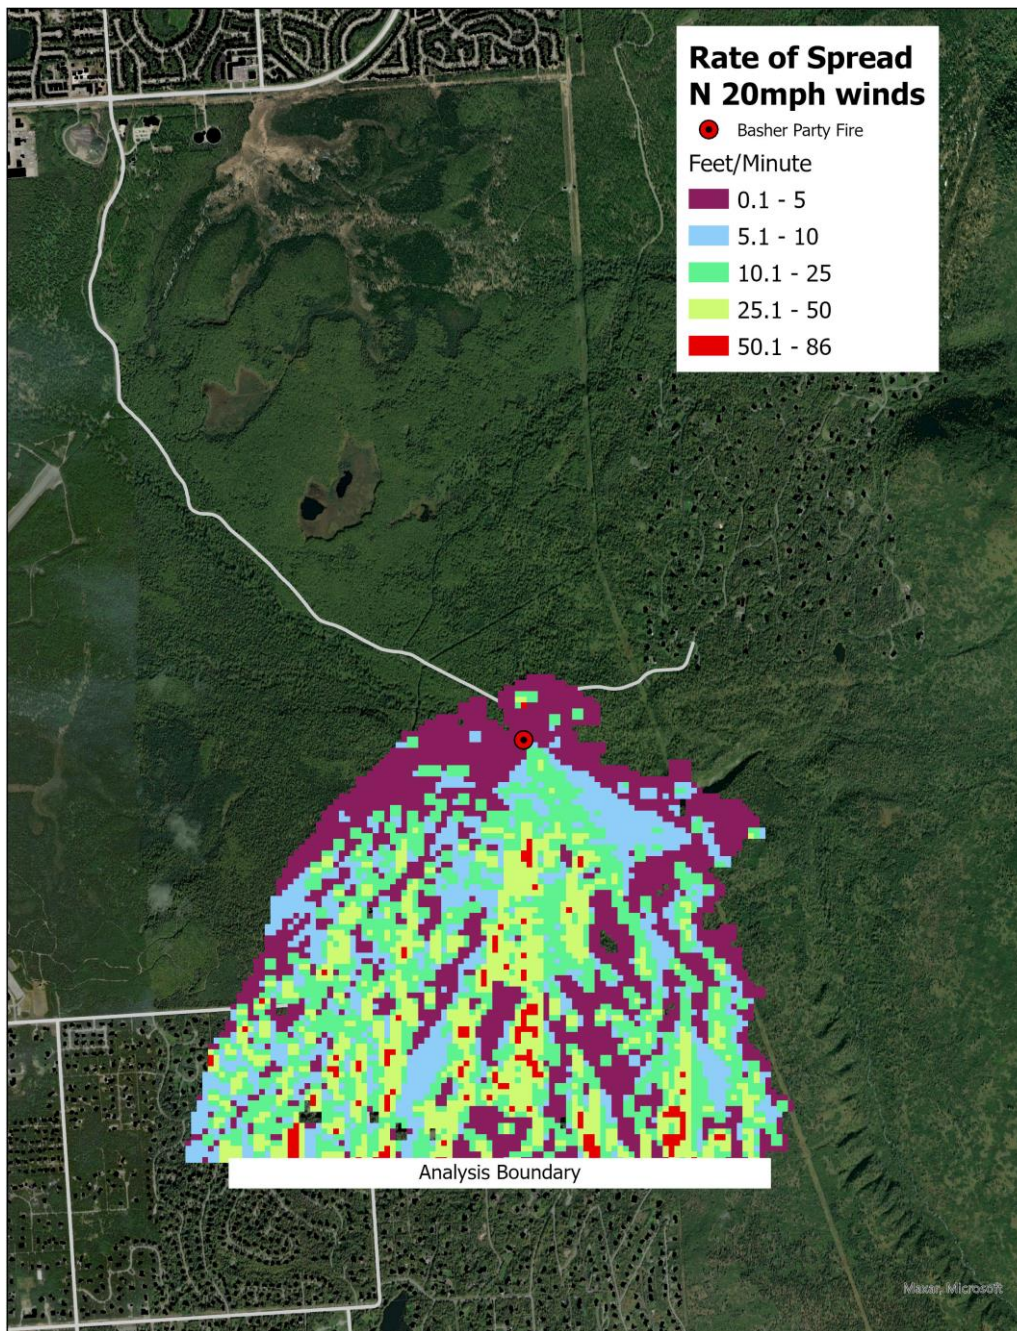 Rate of Spread
N 20mph winds
Basher Party Fire
Feet/Minute
0.1 - 5
5.1 - 10
10.1 - 25
25.1 - 50
50.1 - 86
Analysis Boundary
Maxar, Microsoft